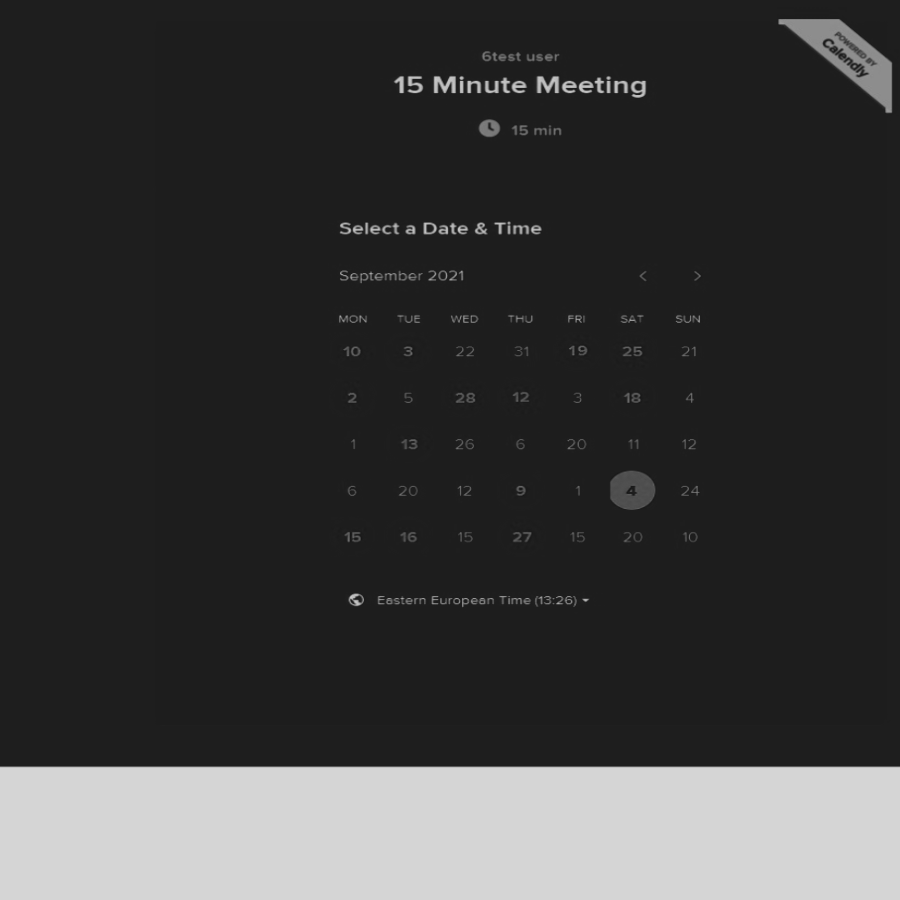 POWERED BY
Calendly
6test user
15 Minute Meeting
15 min
Select a Date & Time
September 2021
MON TUE WED THU FRI SAT SUN
10 3 22 31 19 25 21
2 5 28 12 3 18 4
1 13 26 6 20 11 12
6 20 12 9 1 4 24
15 16 15 27 15 20 10
Eastern European Time (13:26)